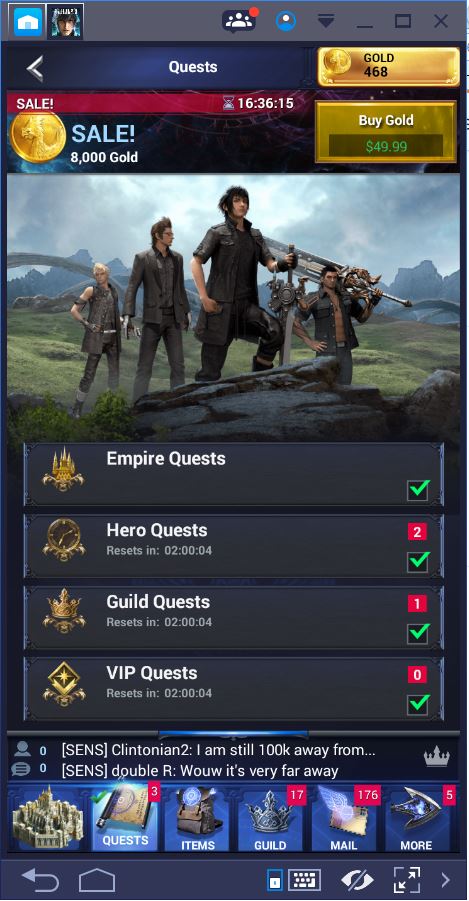 Quests
GOLD
468
SALE!
16:36:15
SALE!
8,000 Gold
Buy Gold
$49.99
Empire Quests
Hero Quests
2
Resets in: 02:00:04
Guild Quests
1
Resets in: 02:00:04
VIP Quests
0
Resets in: 02:00:04
0 [SENS] Clintonian2: I am still 100k away from...
0 [SENS] double R: Wouw it's very far away
3
17
176
5
QUESTS
ITEMS
GUILD
MAIL
MORE